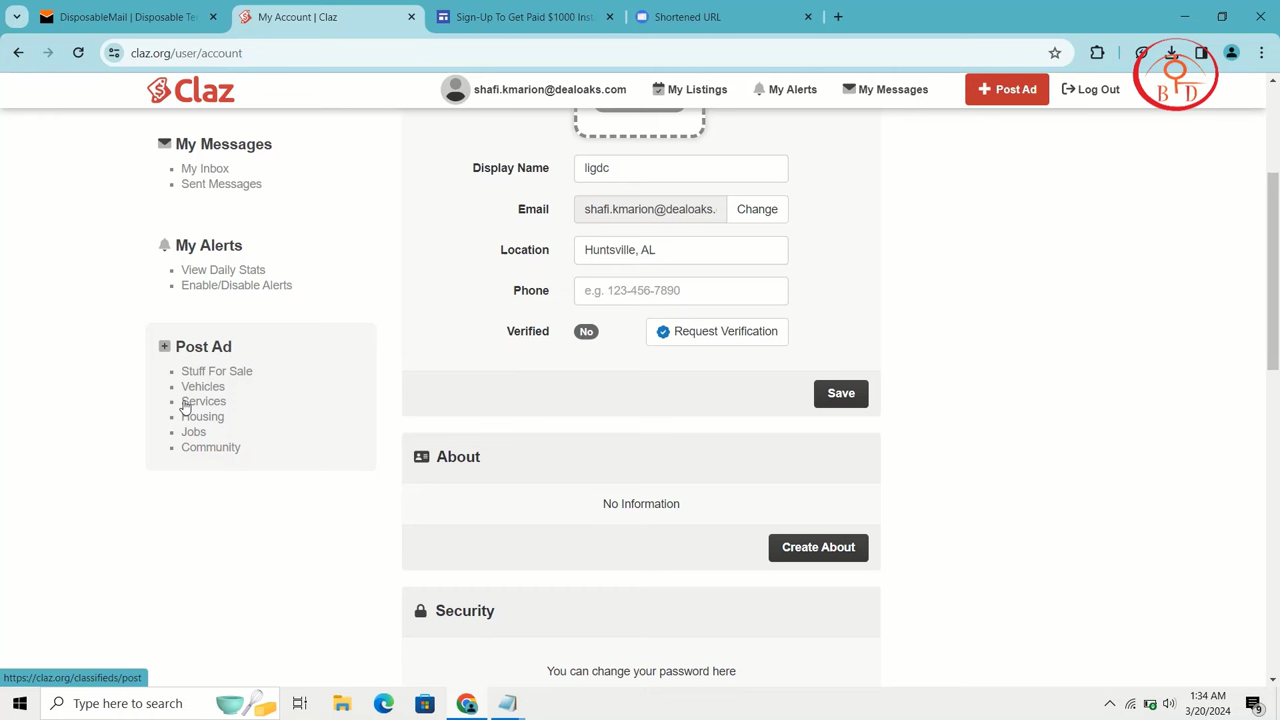 DisposableMail | Disposable Te
My Account | Claz
Sign-Up To Get Paid $1000 Inst
Shortened URL
claz.org/user/account
Claz
shafi.kmarion@dealoaks.com
My Listings
My Alerts
My Messages
Post Ad
Log Out
B D
My Messages
My Inbox
Sent Messages
My Alerts
View Daily Stats
Enable/Disable Alerts
Post Ad
Stuff For Sale
Vehicles
Services
Housing
Jobs
Community
Display Name
ligdc
Email
shafi.kmarion@dealoaks.
Change
Location
Huntsville, AL
Phone
e.g. 123-456-7890
Verified
No
Request Verification
Save
About
No Information
Create About
Security
You can change your password here
https://claz.org/classifieds/post
Type here to search
1:34 AM
3/20/2024
9